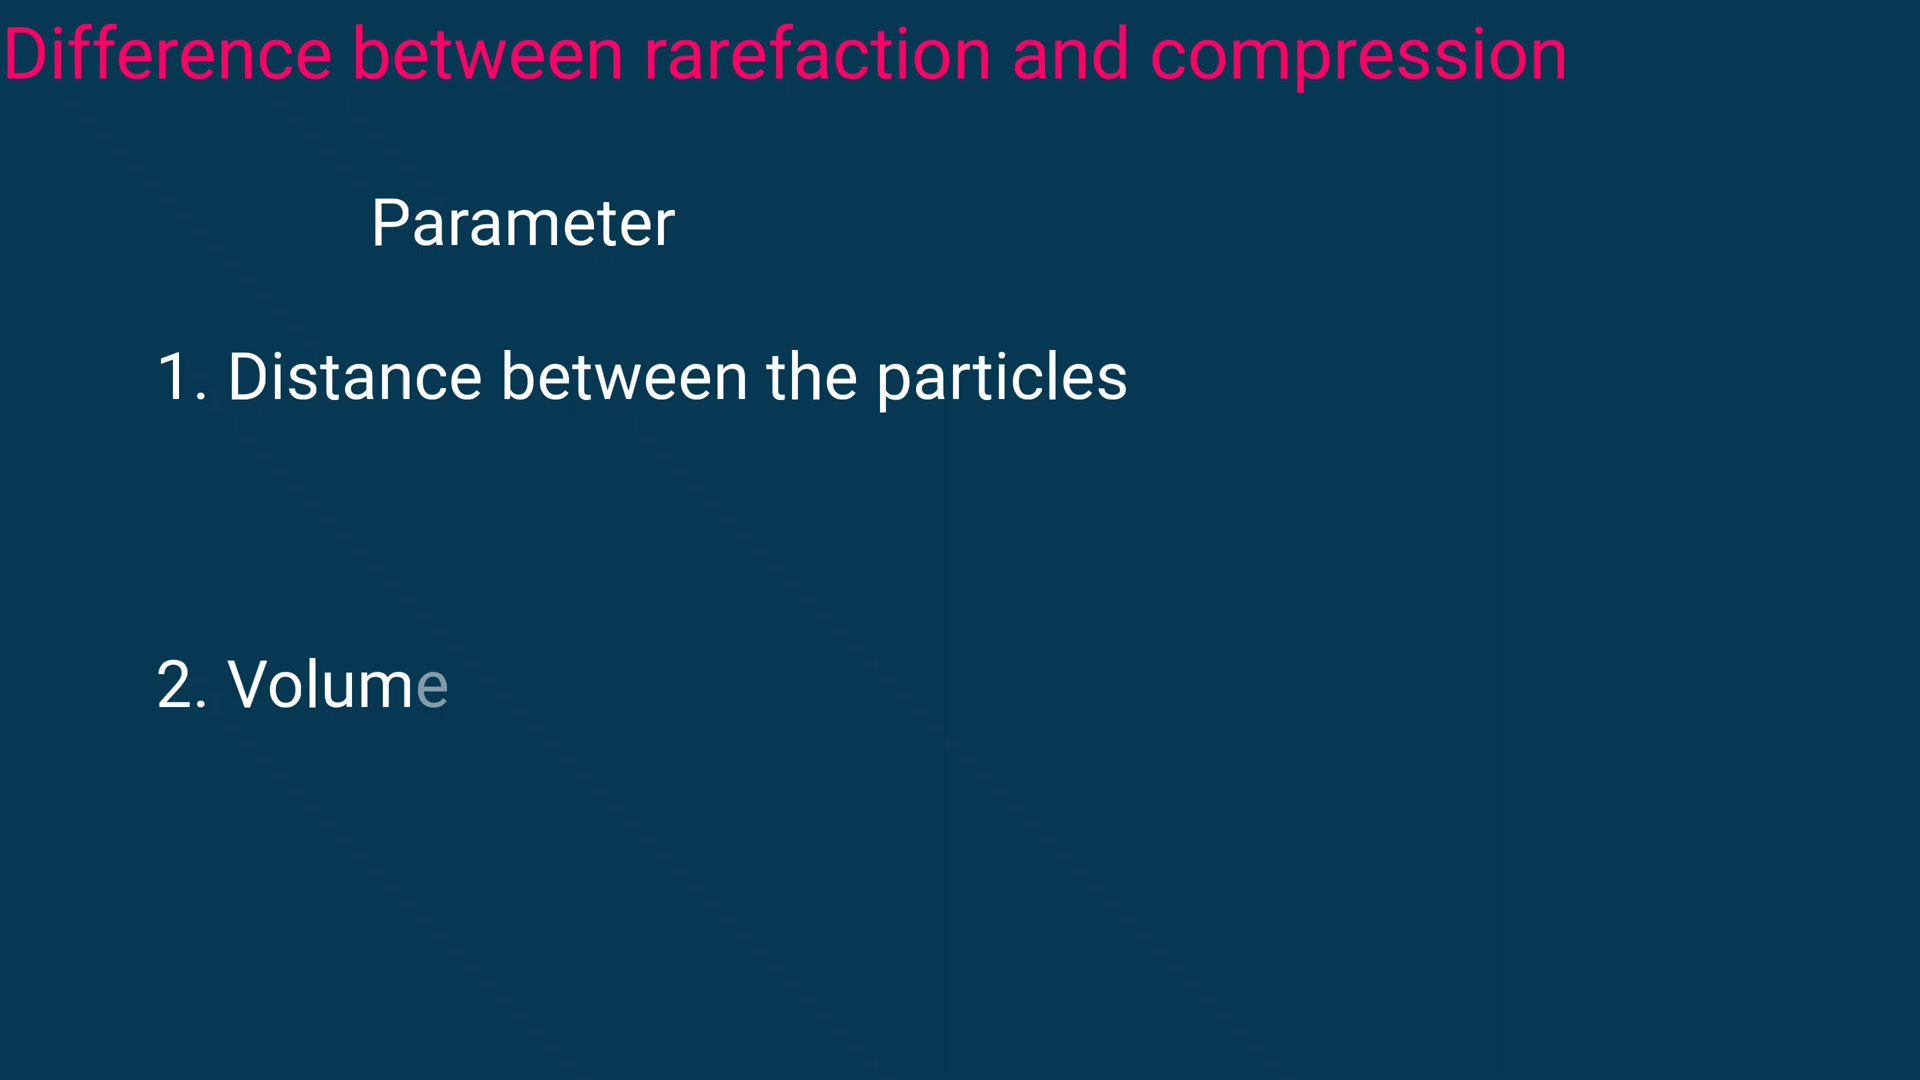 Difference between rarefaction and compression
Parameter
1. Distance between the particles
2. Volume